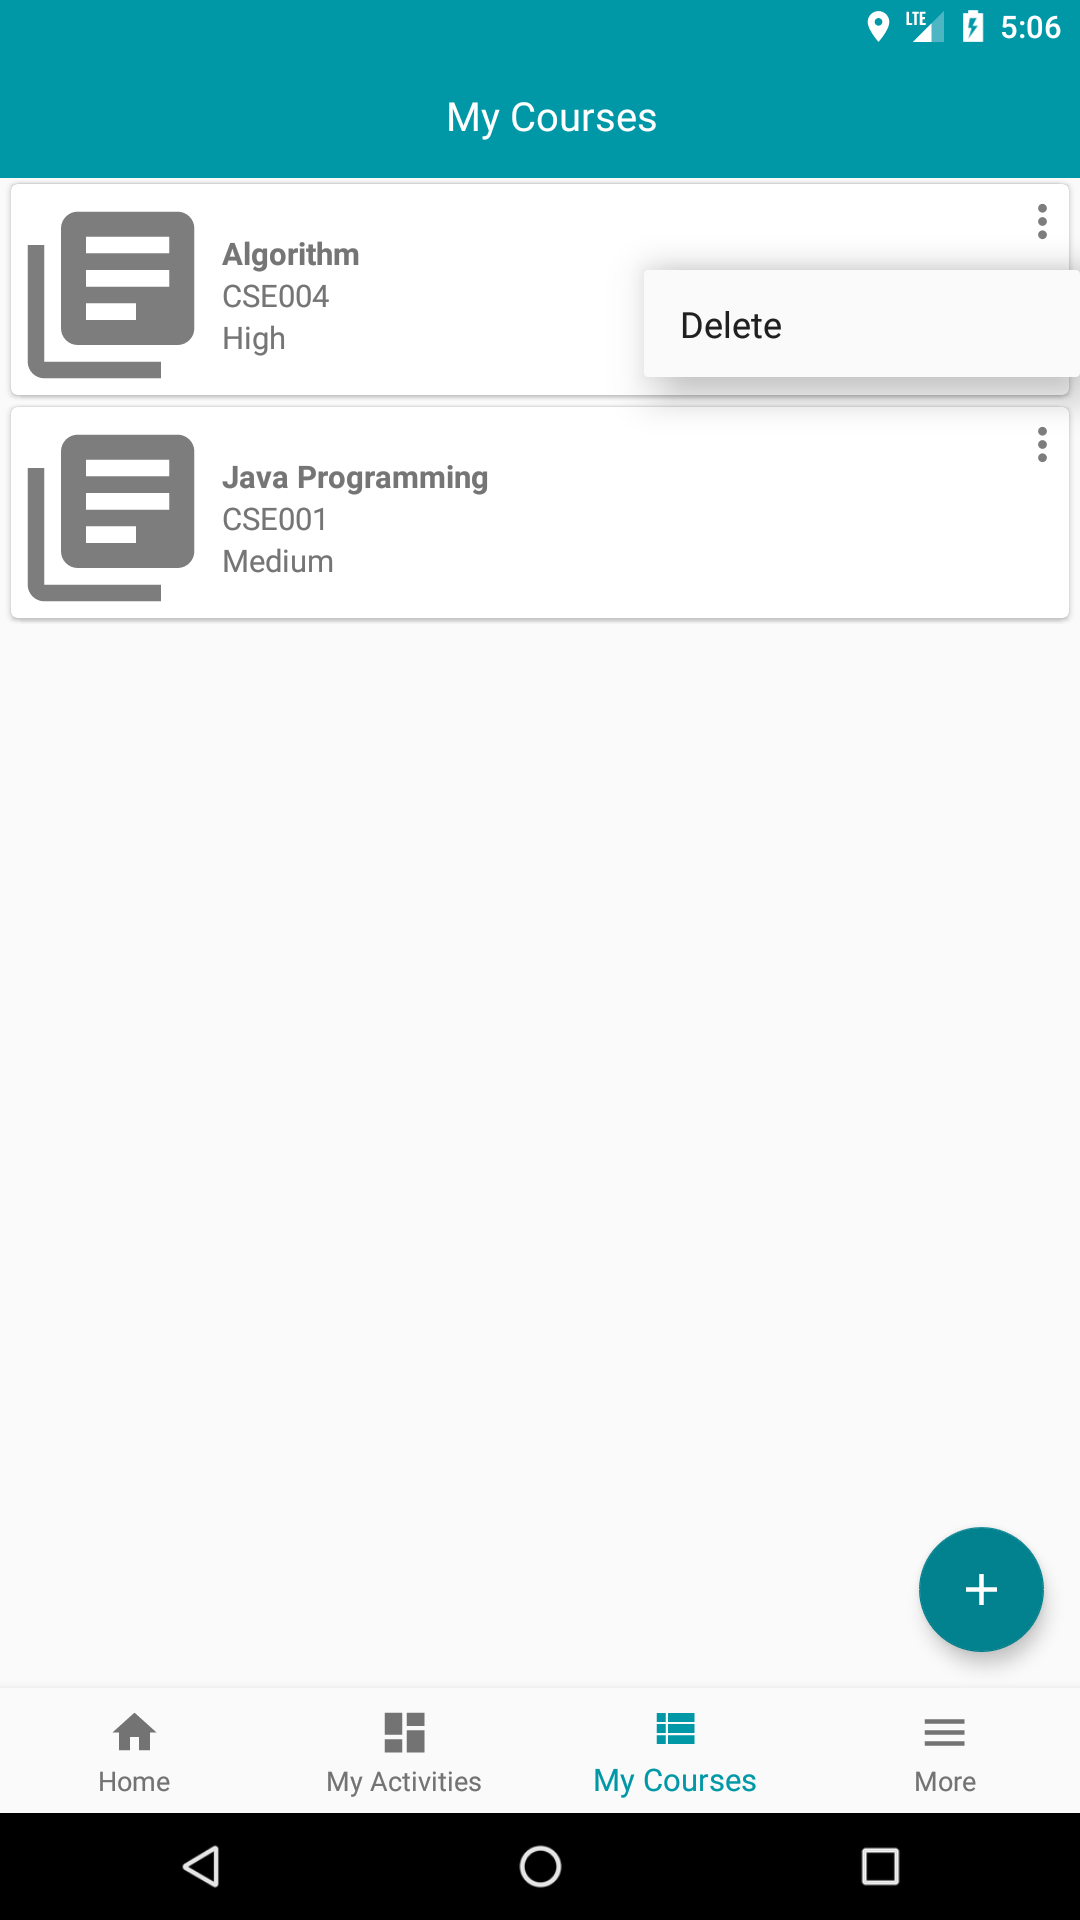 LTE 5:06
My Courses
Algorithm
CSE004
High
Delete
Java Programming
CSE001
Medium
Home
My Activities
My Courses
More